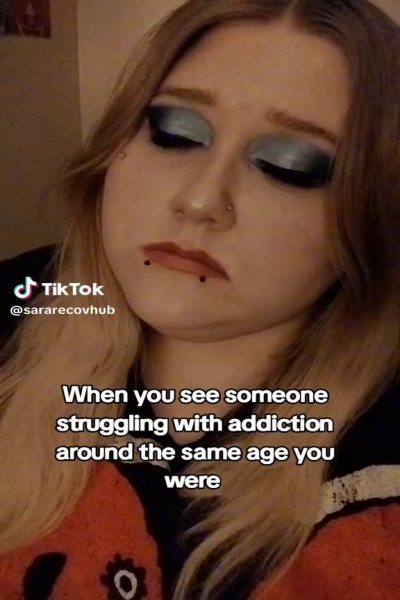 TikTok
@sararecovhub
When you see someone
struggling with addiction
around the same age you
were